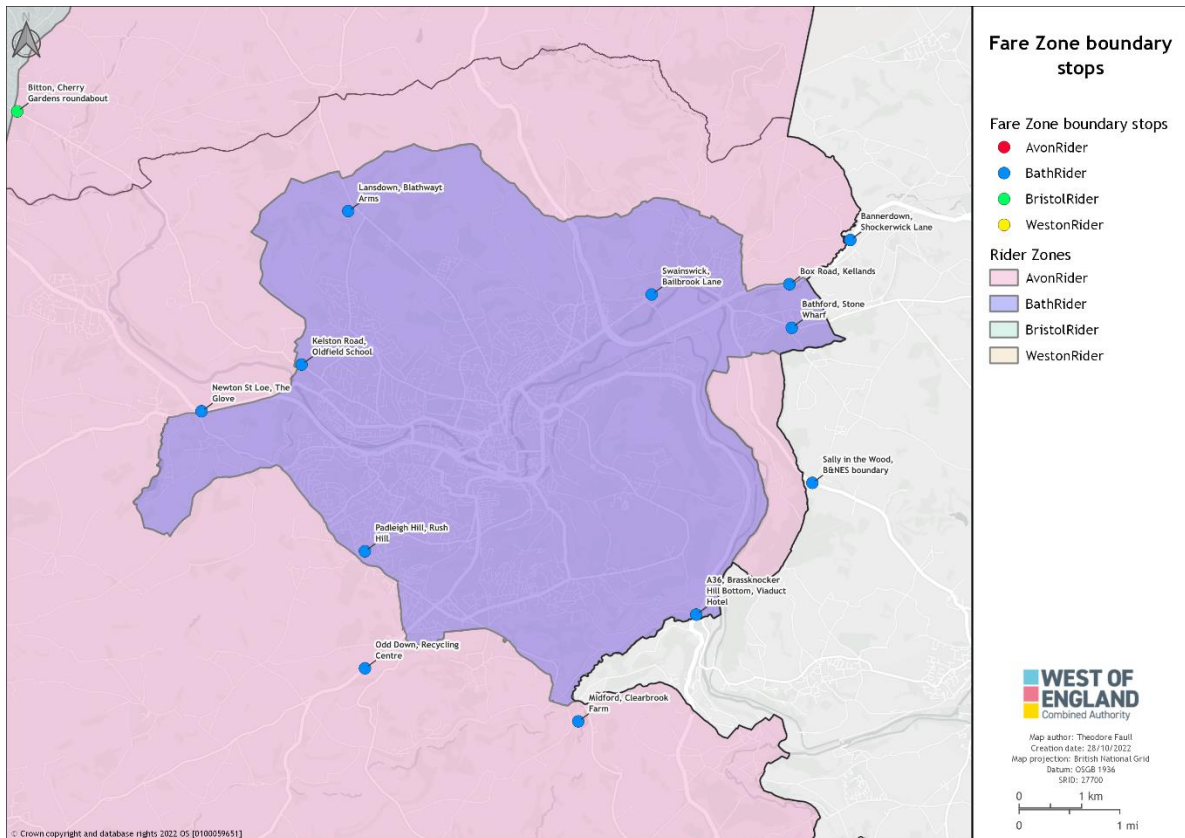 Fare Zone boundary
stops
Fare Zone boundary stops
AvonRider
BathRider
BristolRider
WestonRider
Rider Zones
AvonRider
BathRider
BristolRider
WestonRider
Bitton, Cherry
Gardens roundabout
Lansdown, Blathwayt
Arms
Bannerdown,
Shockerwick Lane
Swainswick,
Bailbrook Lane
Box Road, Kellands
Bathford, Stone
Wharf
Kelston Road,
Oldfield School
Newton St Loe, The
Glove
Sally in the Wood,
B&NES boundary
Padleigh Hill, Rush
Hill
A36, Brassknocker
Hill Bottom, Viaduct
Hotel
Odd Down, Recycling
Centre
Midford, Clearbrook
Farm
WEST OF
ENGLAND
Combined Authority
Map author: Theodore Faull
Creation date: 28/10/2022
Map projection: British National Grid
Datum: OSGB 1936
SRID: 27700
0 1 km
0 1 mi
© Crown copyright and database rights 2022 OS [0100059651]